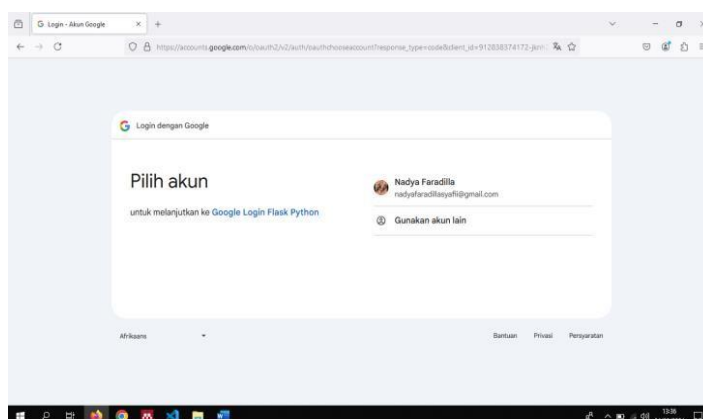 Login - Akun Google
https://accounts.google.com/o/oauth2/v2/auth/oauthchooseaccount?response_type=code&client_id=912838374172-jkrn
Login dengan Google
Pilih akun
untuk melanjutkan ke Google Login Flask Python
Nadya Faradilla
nadyafaradillasyafii@gmail.com
Gunakan akun lain
Afrikaans
Bantuan Privasi Persyaratan
13:36